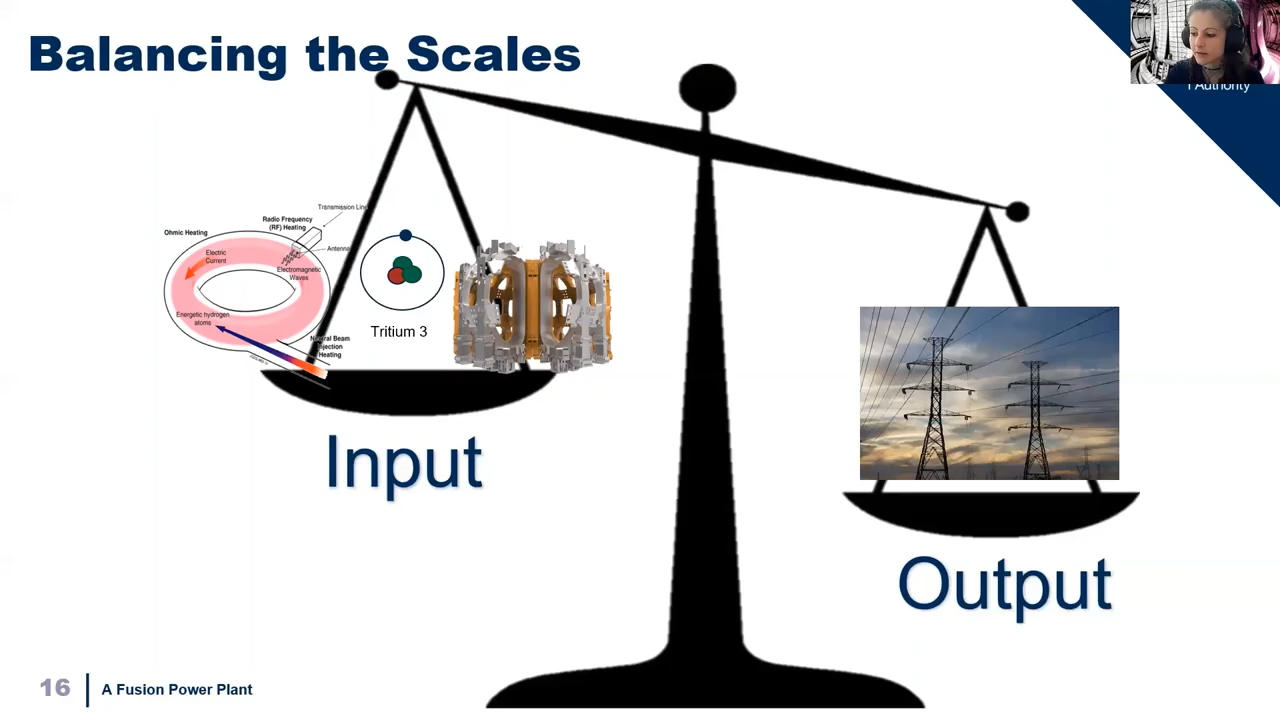 Balancing the Scales
Authority
Transmission Line
Radio Frequency
(RF) Heating
Ohmic Heating
Antenna
Electric
Current
Electromagnetic
Waves
Energetic hydrogen
atoms
Neutral Beam
Injection
Heating
Tritium 3
Input
Output
16
A Fusion Power Plant